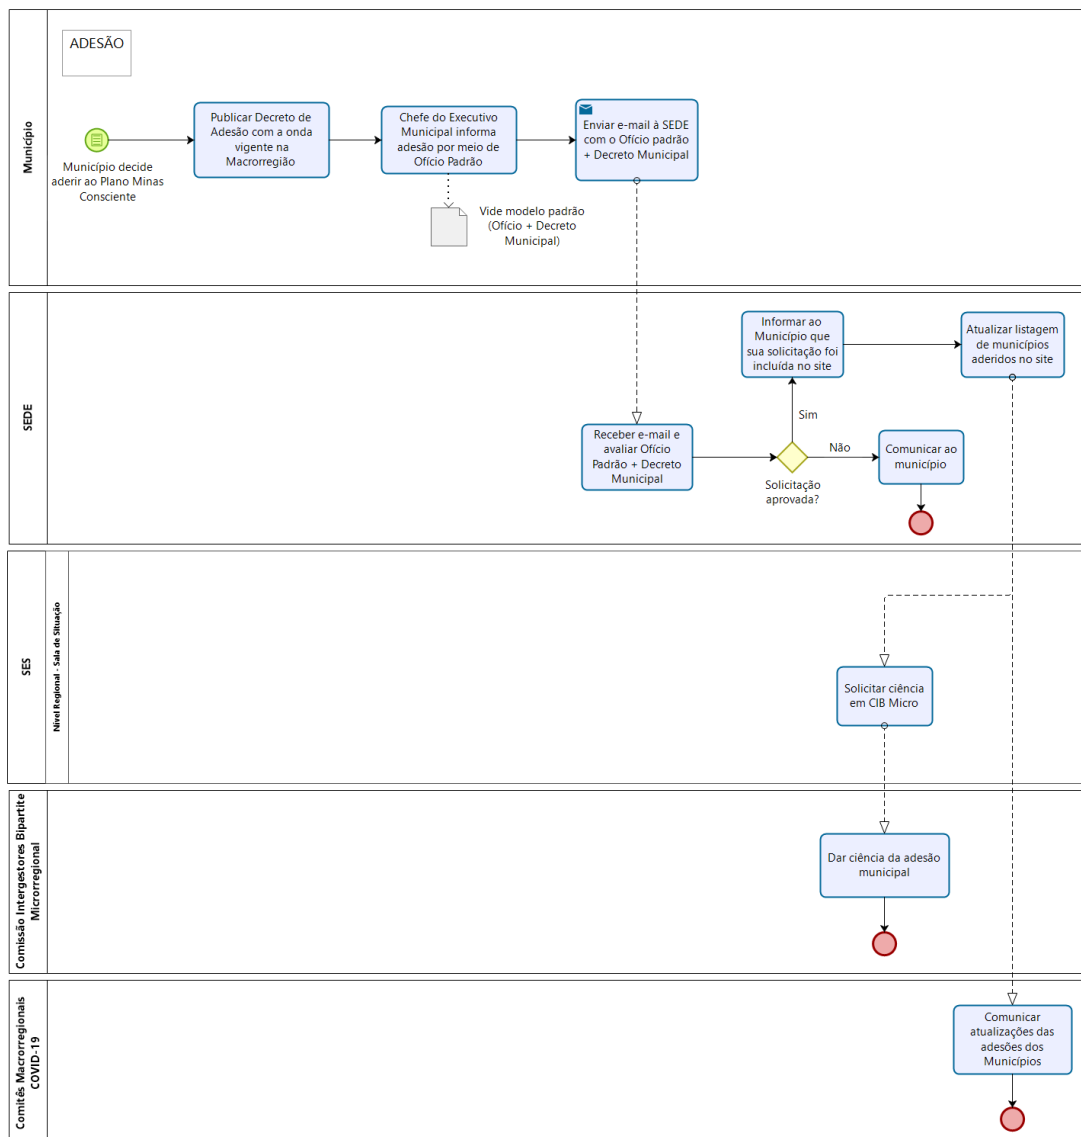 Município
ADESÃO
Município decide
aderir ao Plano Minas
Consciente
Publicar Decreto de
Adesão com a onda
vigente na
Macrorregião
Chefe do Executivo
Municipal informa
adesão por meio de
Ofício Padrão
Vide modelo padrão
(Ofício + Decreto
Municipal)
Enviar e-mail à SEDE
com o Ofício padrão
+ Decreto Municipal
SEDE
Receber e-mail e
avaliar Ofício
Padrão + Decreto
Municipal
Solicitação
aprovada?
Sim
Informar ao
Município que
sua solicitação foi
incluída no site
Atualizar listagem
de municípios
aderidos no site
Não
Comunicar ao
município
SES
Nível Regional - Sala de Situação
Solicitar ciência
em CIB Micro
Comissão Intergestores Bipartite
Microrregional
Dar ciência da adesão
municipal
Comitês Macrorregionais
COVID-19
Comunicar
atualizações das
adesões dos
Municípios